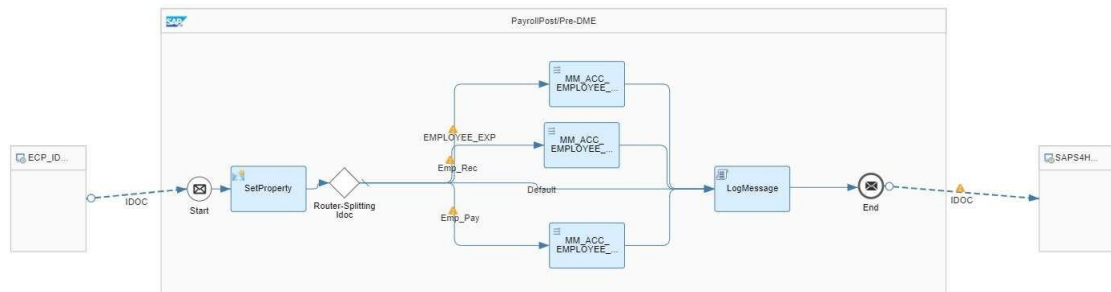 SAP
PayrollPost/Pre-DME
MM_ACC_
EMPLOYEE_...
EMPLOYEE_EXP
MM_ACC_
EMPLOYEE_...
ECP_ID...
SAPS4H...
Emp_Rec
SetProperty
Default
LogMessage
IDOC
Start
Router-Splitting
Idoc
End
IDOC
Emp_Pay
MM_ACC_
EMPLOYEE_...